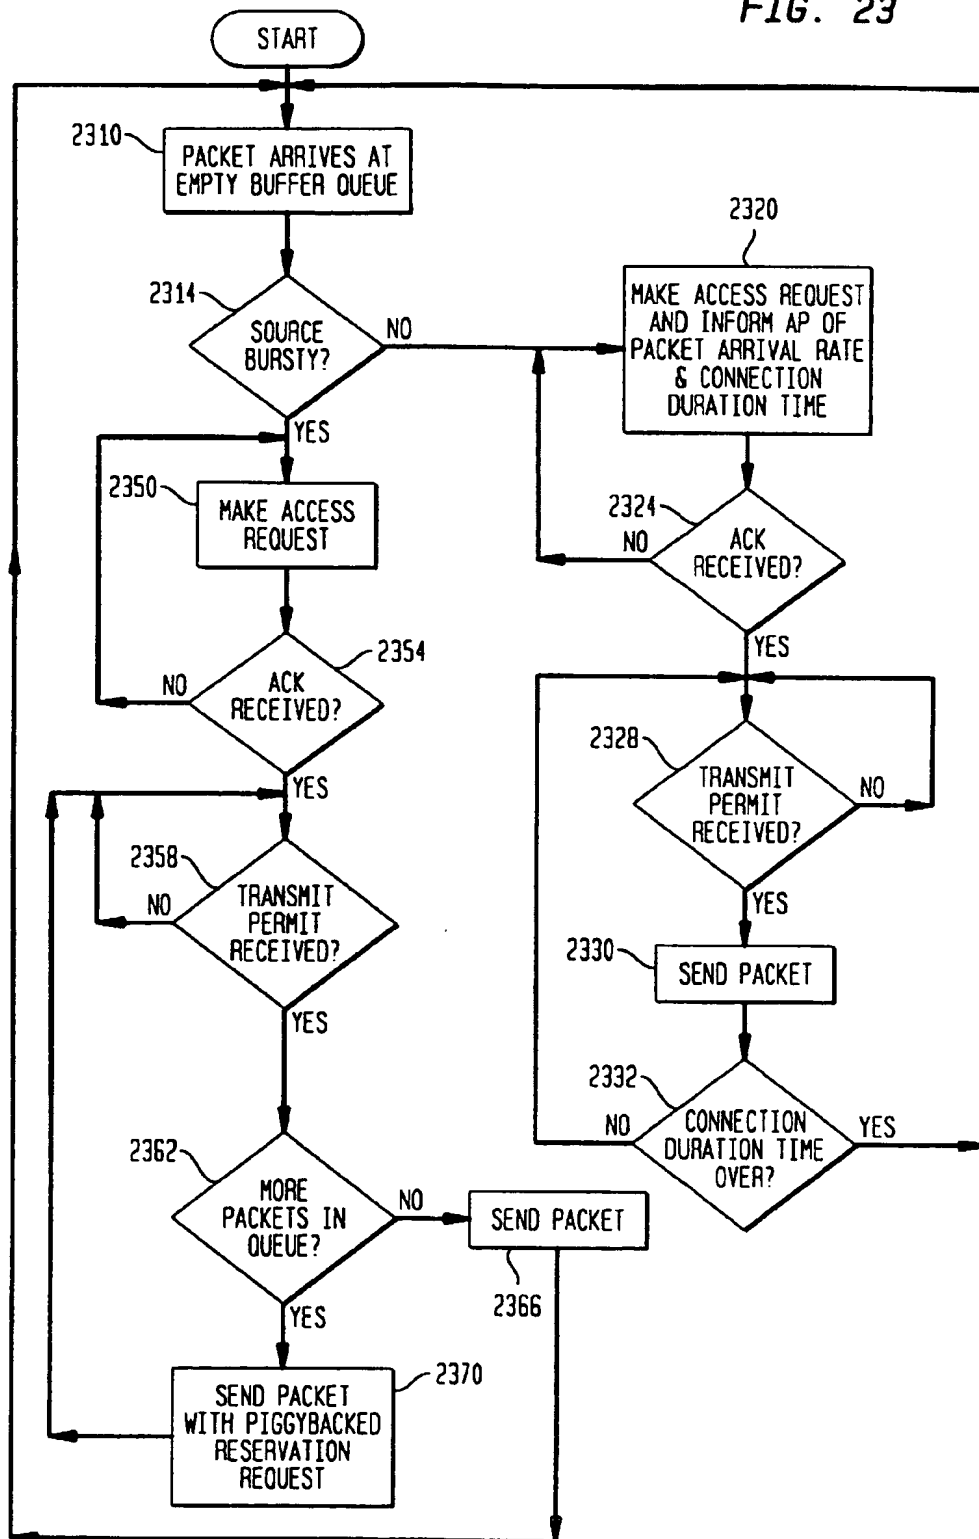 FIG. 23
START
2310
PACKET ARRIVES AT
EMPTY BUFFER QUEUE
2314
SOURCE
BURSTY?
NO
YES
2320
MAKE ACCESS REQUEST
AND INFORM AP OF
PACKET ARRIVAL RATE
& CONNECTION
DURATION TIME
2324
ACK
RECEIVED?
NO
YES
2350
MAKE ACCESS
REQUEST
2354
ACK
RECEIVED?
NO
YES
2328
TRANSMIT
PERMIT
RECEIVED?
NO
YES
2358
TRANSMIT
PERMIT
RECEIVED?
NO
YES
2330
SEND PACKET
2332
CONNECTION
DURATION TIME
OVER?
NO
YES
2362
MORE
PACKETS IN
QUEUE?
NO
YES
SEND PACKET
2366
2370
SEND PACKET
WITH PIGGYBACKED
RESERVATION
REQUEST